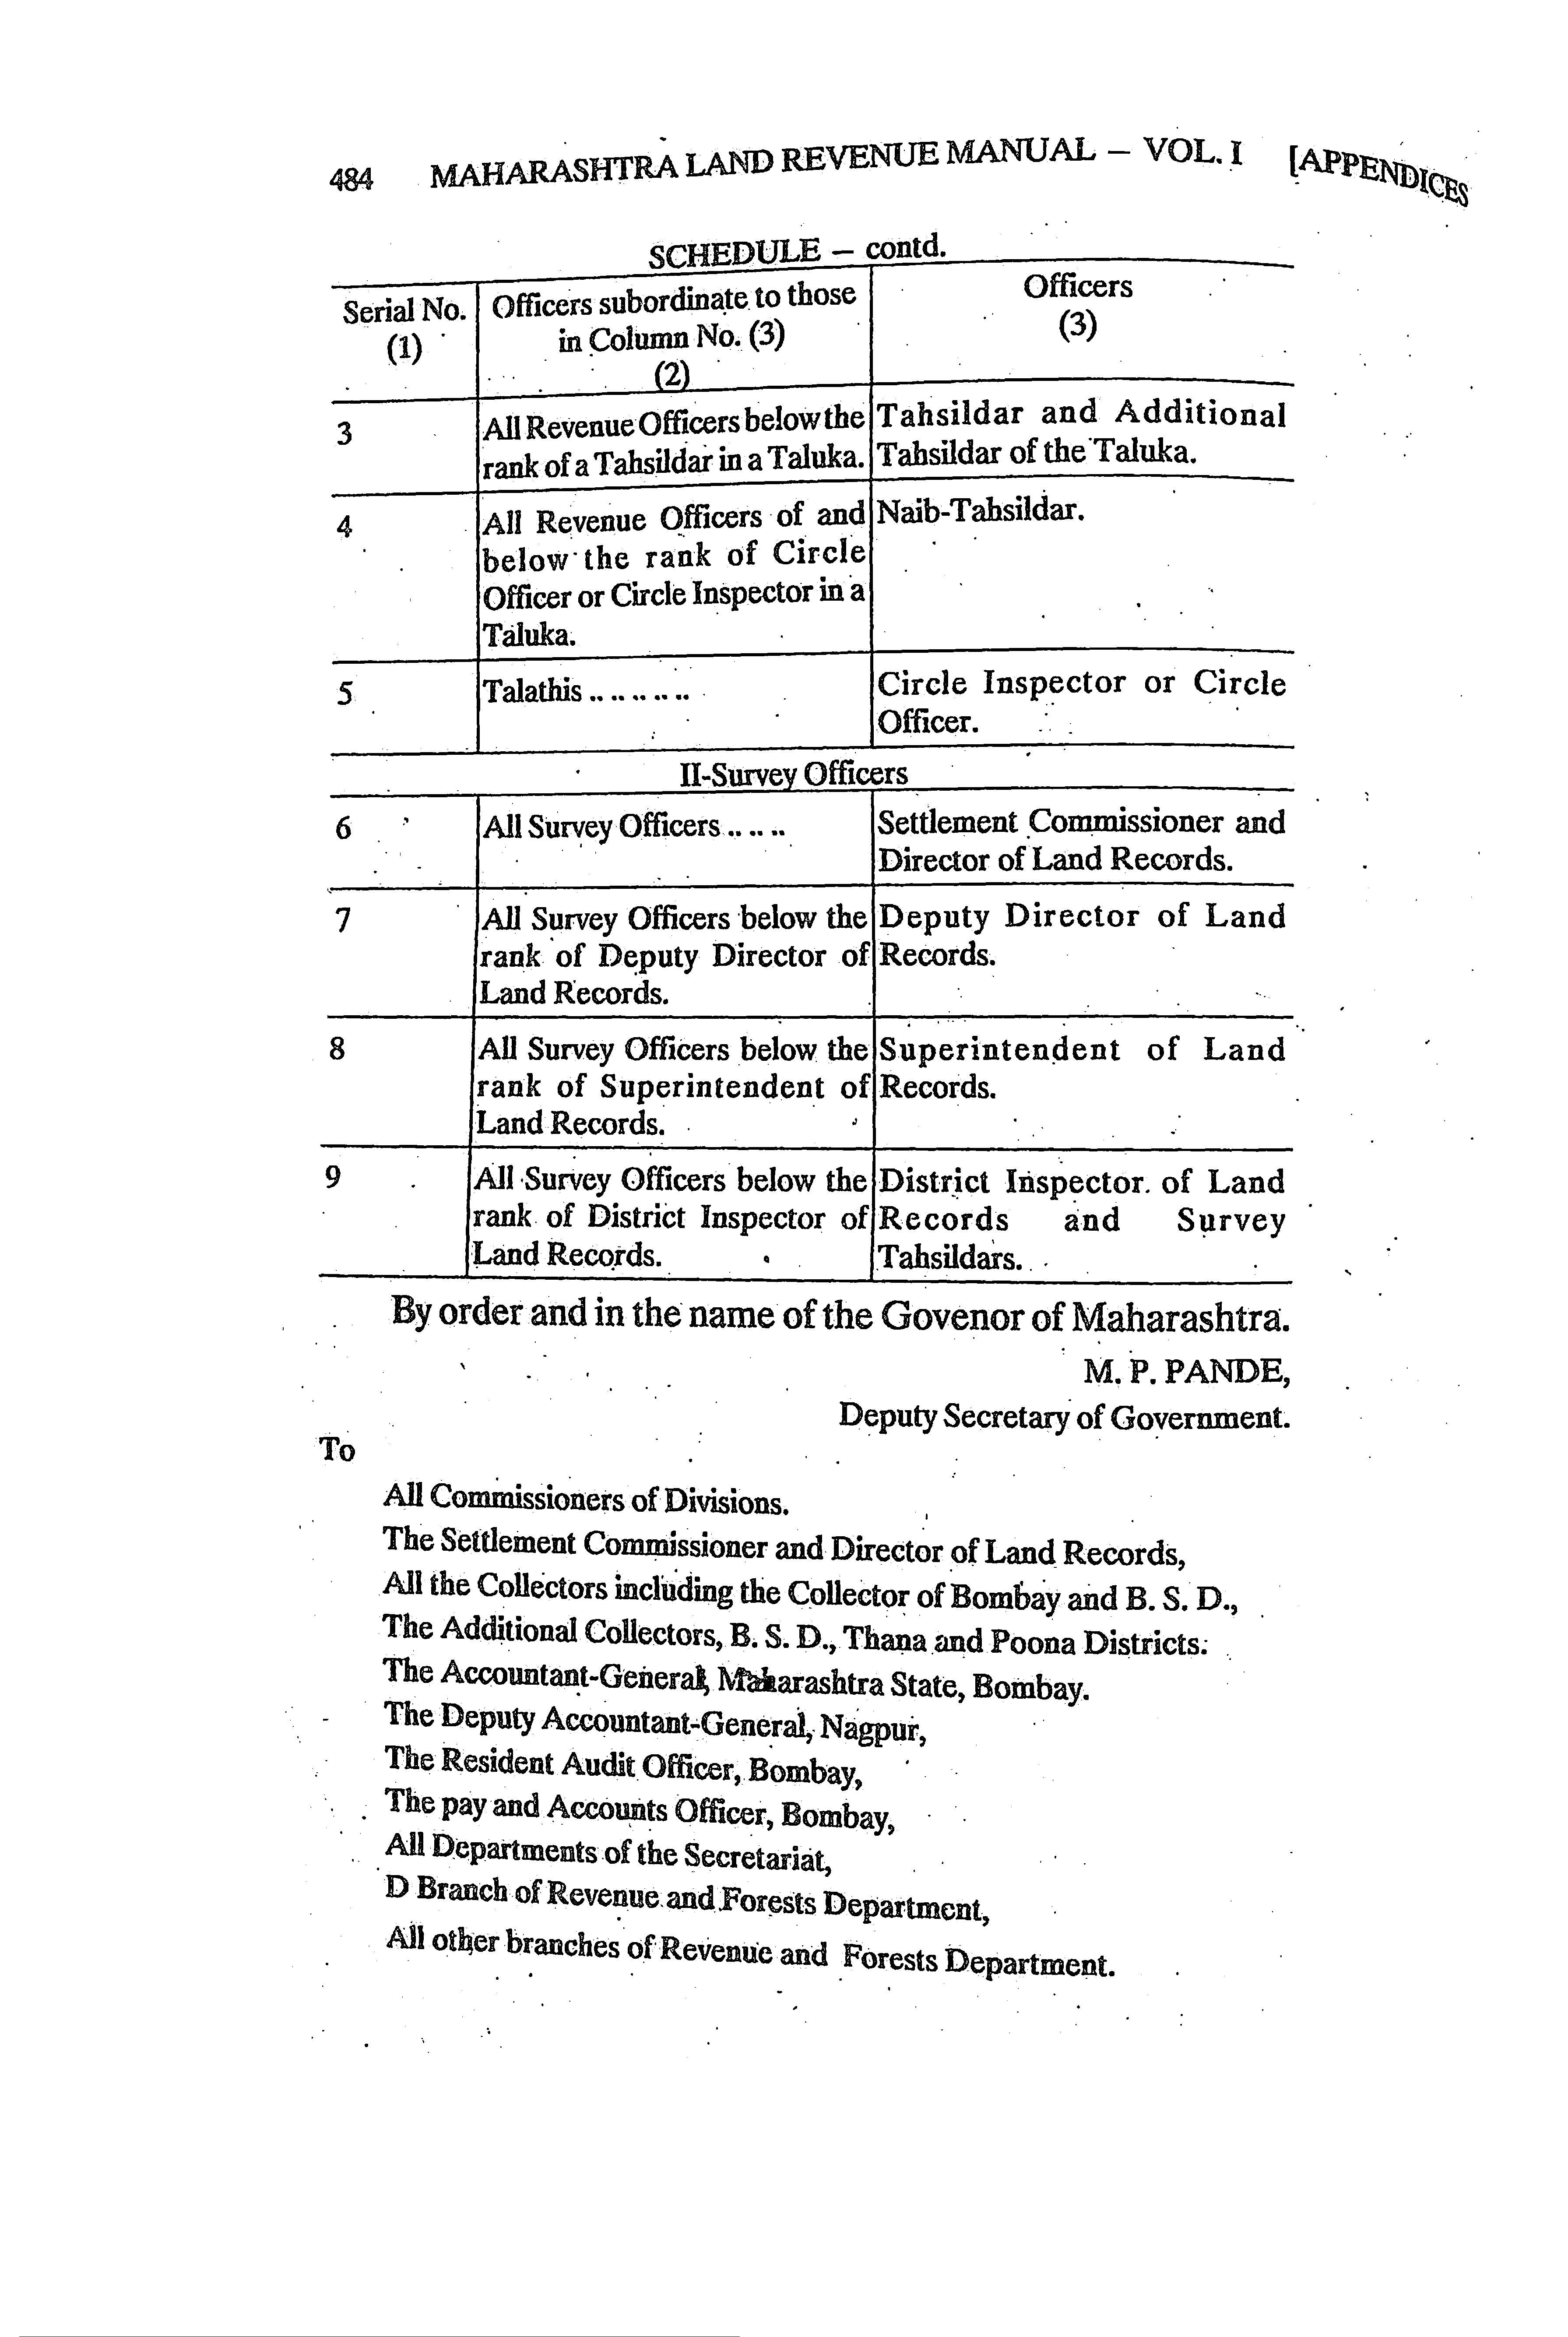 484 MAHARASHTRA LAND REVENUE MANUAL – VOL. I [APPENDICES
SCHEDULE – contd.
Serial No.
(1)
Officers subordinate to those
in Column No. (3)
(2)
Officers
(3)
3
All Revenue Officers below the
rank of a Tahsildar in a Taluka.
Tahsildar and Additional
Tahsildar of the Taluka.
4
All Revenue Officers of and
below the rank of Circle
Officer or Circle Inspector in a
Taluka.
Naib-Tahsildar.
5
Talathis .. .. .. .. ..
Circle Inspector or Circle
Officer.
II-Survey Officers
6
All Survey Officers .. .. ..
Settlement Commissioner and
Director of Land Records.
7
All Survey Officers below the
rank of Deputy Director of
Land Records.
Deputy Director of Land
Records.
8
All Survey Officers below the
rank of Superintendent of
Land Records.
Superintendent of Land
Records.
9
All Survey Officers below the
rank of District Inspector of
Land Records.
District Inspector. of Land
Records and Survey
Tahsildars.
By order and in the name of the Govenor of Maharashtra.
M. P. PANDE,
Deputy Secretary of Government.
To
All Commissioners of Divisions.
The Settlement Commissioner and Director of Land Records,
All the Collectors including the Collector of Bombay and B. S. D.,
The Additional Collectors, B. S. D., Thana and Poona Districts.
The Accountant-General, Maharashtra State, Bombay.
The Deputy Accountant-General, Nagpur,
The Resident Audit Officer, Bombay,
The pay and Accounts Officer, Bombay,
All Departments of the Secretariat,
D Branch of Revenue and Forests Department,
All other branches of Revenue and Forests Department.